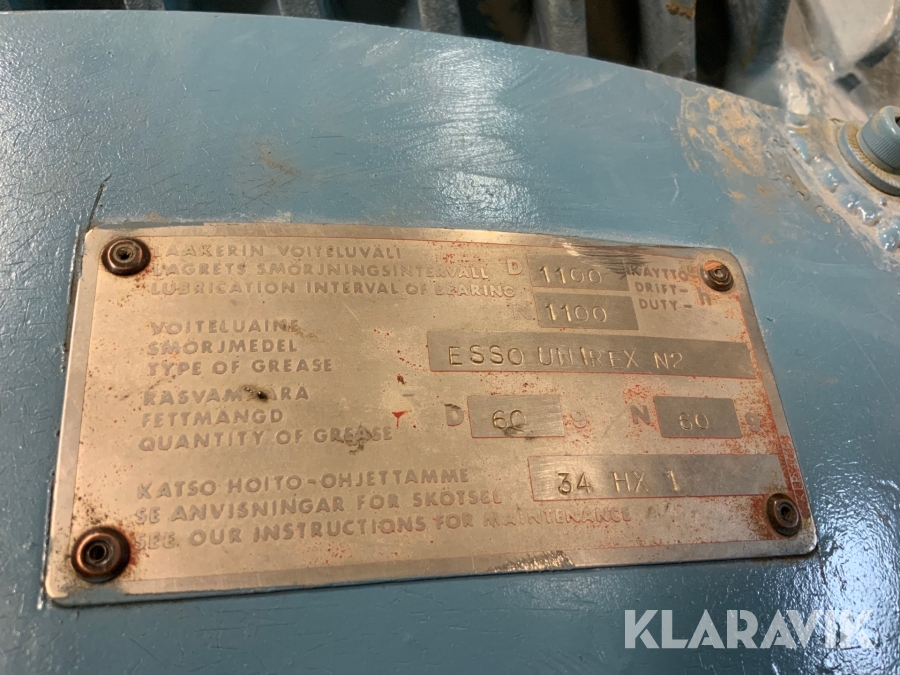 LAAKERIN VOITELUVÄLI
LAGRETS SMÖRJNINGSINTERVALL D 1100 KÄYTTÖ-
LUBRICATION INTERVAL OF BEARING DRIFT- H
N 1100 DUTY- H
VOITELUAINE
SMÖRJMEDEL ESSO UNIREX N2
TYPE OF GREASE
RASVAMÄÄRÄ
FETTMÄNGD D 60 g N 60 g
QUANTITY OF GREASE
KATSO HOITO-OHJETTAMME
SE ANVISNINGAR FÖR SKÖTSEL 34 HX 1
SEE OUR INSTRUCTIONS FOR MAINTENANCE
KLARAVIK